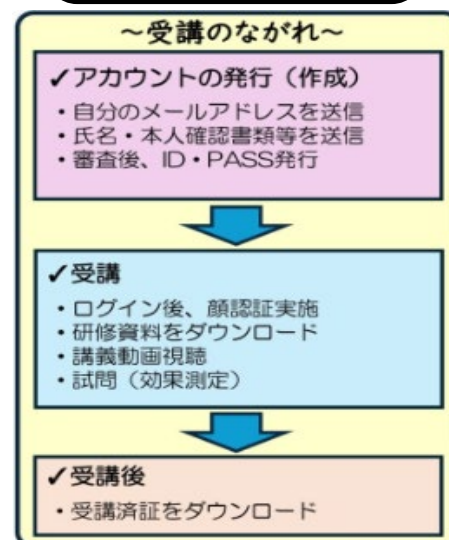 ～受講のながれ～
✓アカウントの発行（作成）
・自分のメールアドレスを送信
・氏名・本人確認書類等を送信
・審査後、ID・PASS発行
✓受講
・ログイン後、顔認証実施
・研修資料をダウンロード
・講義動画視聴
・試問（効果測定）
✓受講後
・受講済証をダウンロード